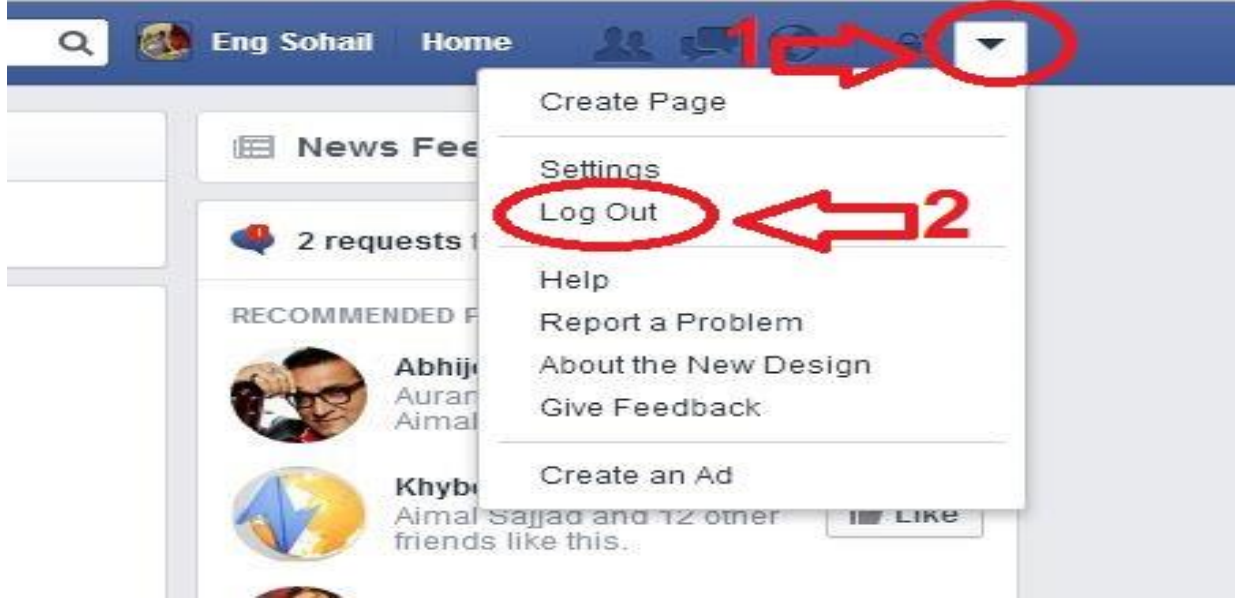 Eng Sohail Home
1
Create Page
News Fee
Settings
Log Out
2
2 requests
Help
RECOMMENDED
Report a Problem
About the New Design
Give Feedback
Create an Ad
Abhij
Auran
Aimal
Khyb
Aimal Sajjad and 12 other
friends like this.
Like